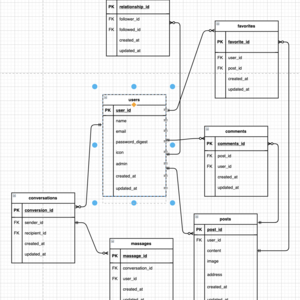 PK relationship_id
FK follower_id
FK followed_id
created_at
updated_at
favorites
PK favorite_id
FK user_id
FK post_id
created_at
updated_at
users
PK user_id
name
email
password_digest
icon
admin
created_at
updated_at
comments
PK comments_id
FK post_id
FK user_id
created_at
updated_at
conversations
PK conversion_id
FK sender_id
FK recipient_id
created_at
updated_at
posts
PK post_id
FK user_id
content
image
address
created_at
updated_at
messages
PK message_id
FK conversation_id
FK user_id
created_at
updated_at